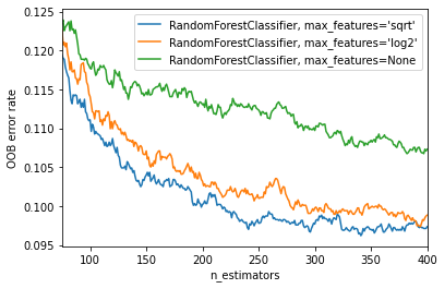 RandomForestClassifier, max_features='sqrt'
RandomForestClassifier, max_features='log2'
RandomForestClassifier, max_features=None
0.125
0.120
0.115
0.110
0.105
0.100
0.095
OOB error rate
100 150 200 250 300 350 400
n_estimators